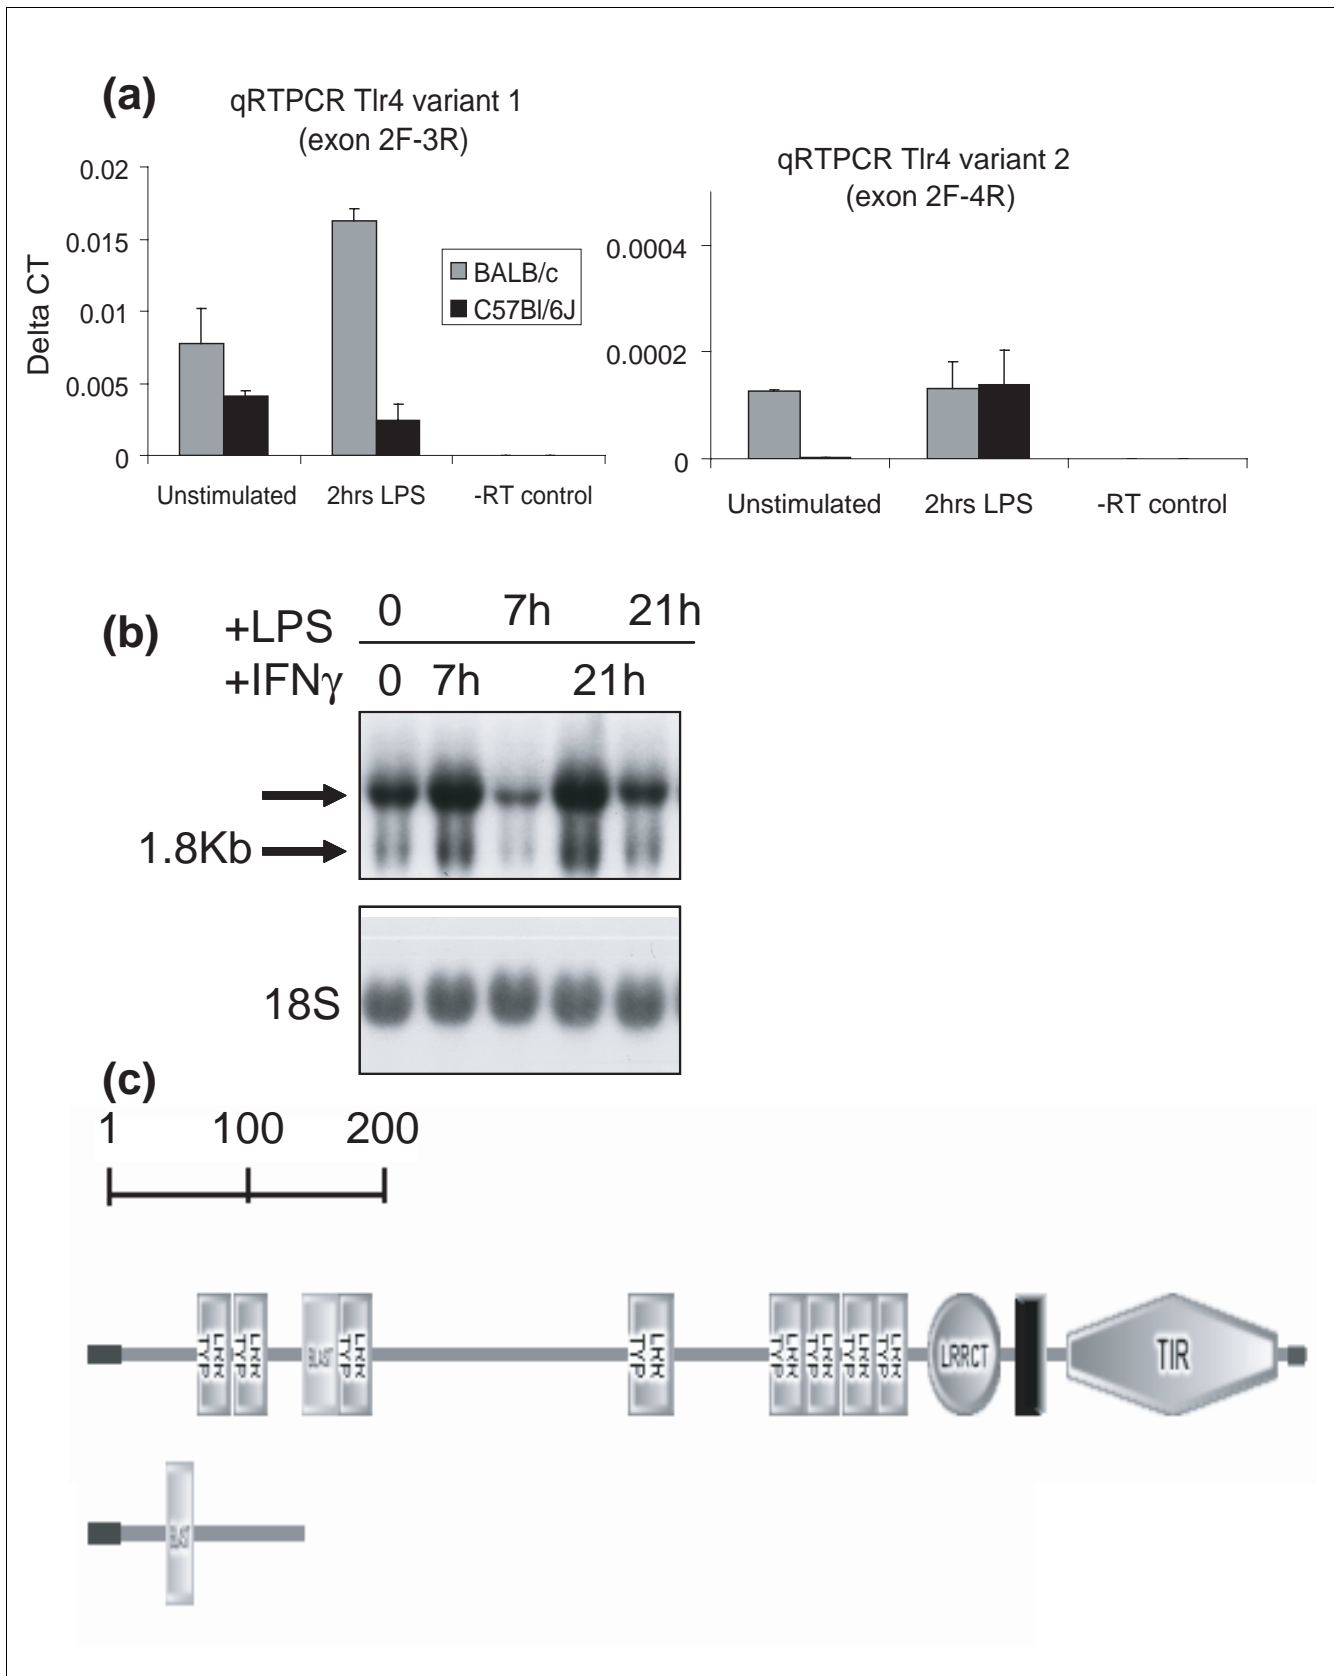 (a)
qRTPCR Tlr4 variant 1
(exon 2F-3R)
Delta CT
0.02
0.015
0.01
0.005
0
Unstimulated 2hrs LPS -RT control
BALB/c
C57Bl/6J
qRTPCR Tlr4 variant 2
(exon 2F-4R)
0.0004
0.0002
0
Unstimulated 2hrs LPS -RT control
(b)
+LPS 0 7h 21h
+IFNγ 0 7h 21h
1.8Kb
18S
(c)
1 100 200
LRR TYP
LRR TYP
BLAST
LRR TYP
LRR TYP
LRR TYP
LRR TYP
LRR TYP
LRR TYP
LRRCT
TIR
BLAST